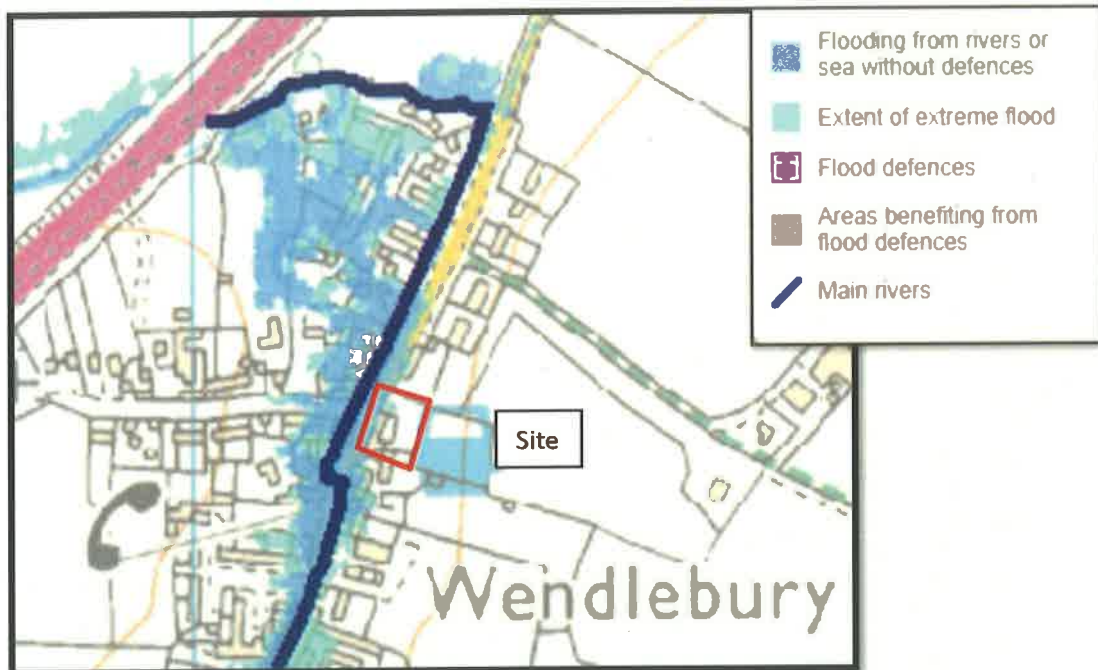 Flooding from rivers or
sea without defences
Extent of extreme flood
Flood defences
Areas benefiting from
flood defences
Main rivers
Site
Wendlebury